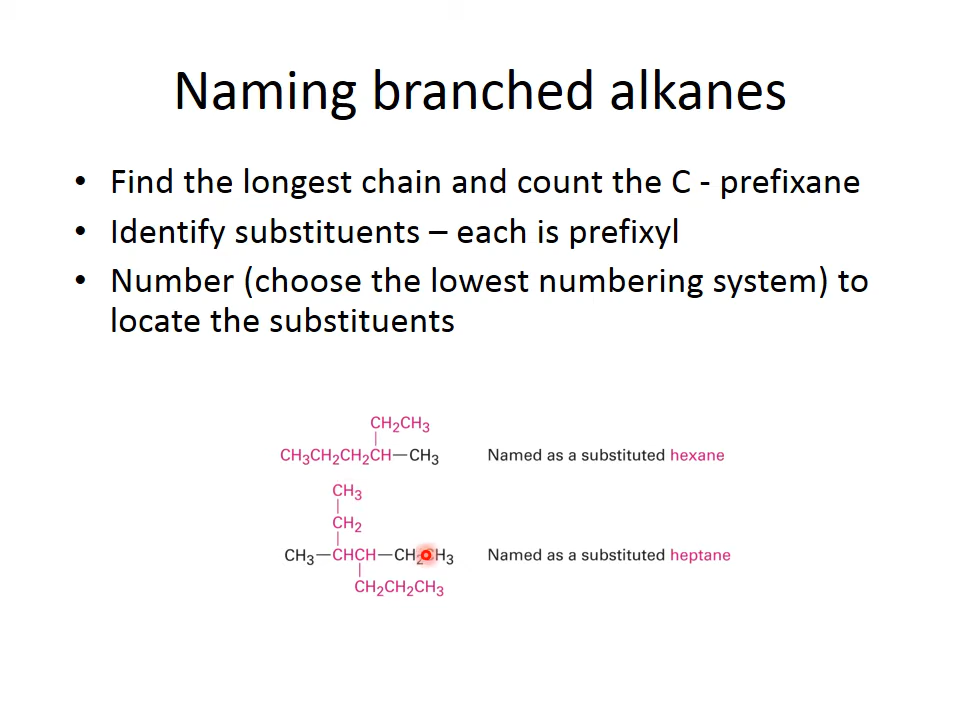 Naming branched alkanes
• Find the longest chain and count the C - prefixane
• Identify substituents – each is prefixyl
• Number (choose the lowest numbering system) to
locate the substituents
CH₂CH₃
CH₃CH₂CH₂CH—CH₃ Named as a substituted hexane
CH₃
CH₂
CH₃—CHCH—CH₂CH₃ Named as a substituted heptane
CH₂CH₂CH₃